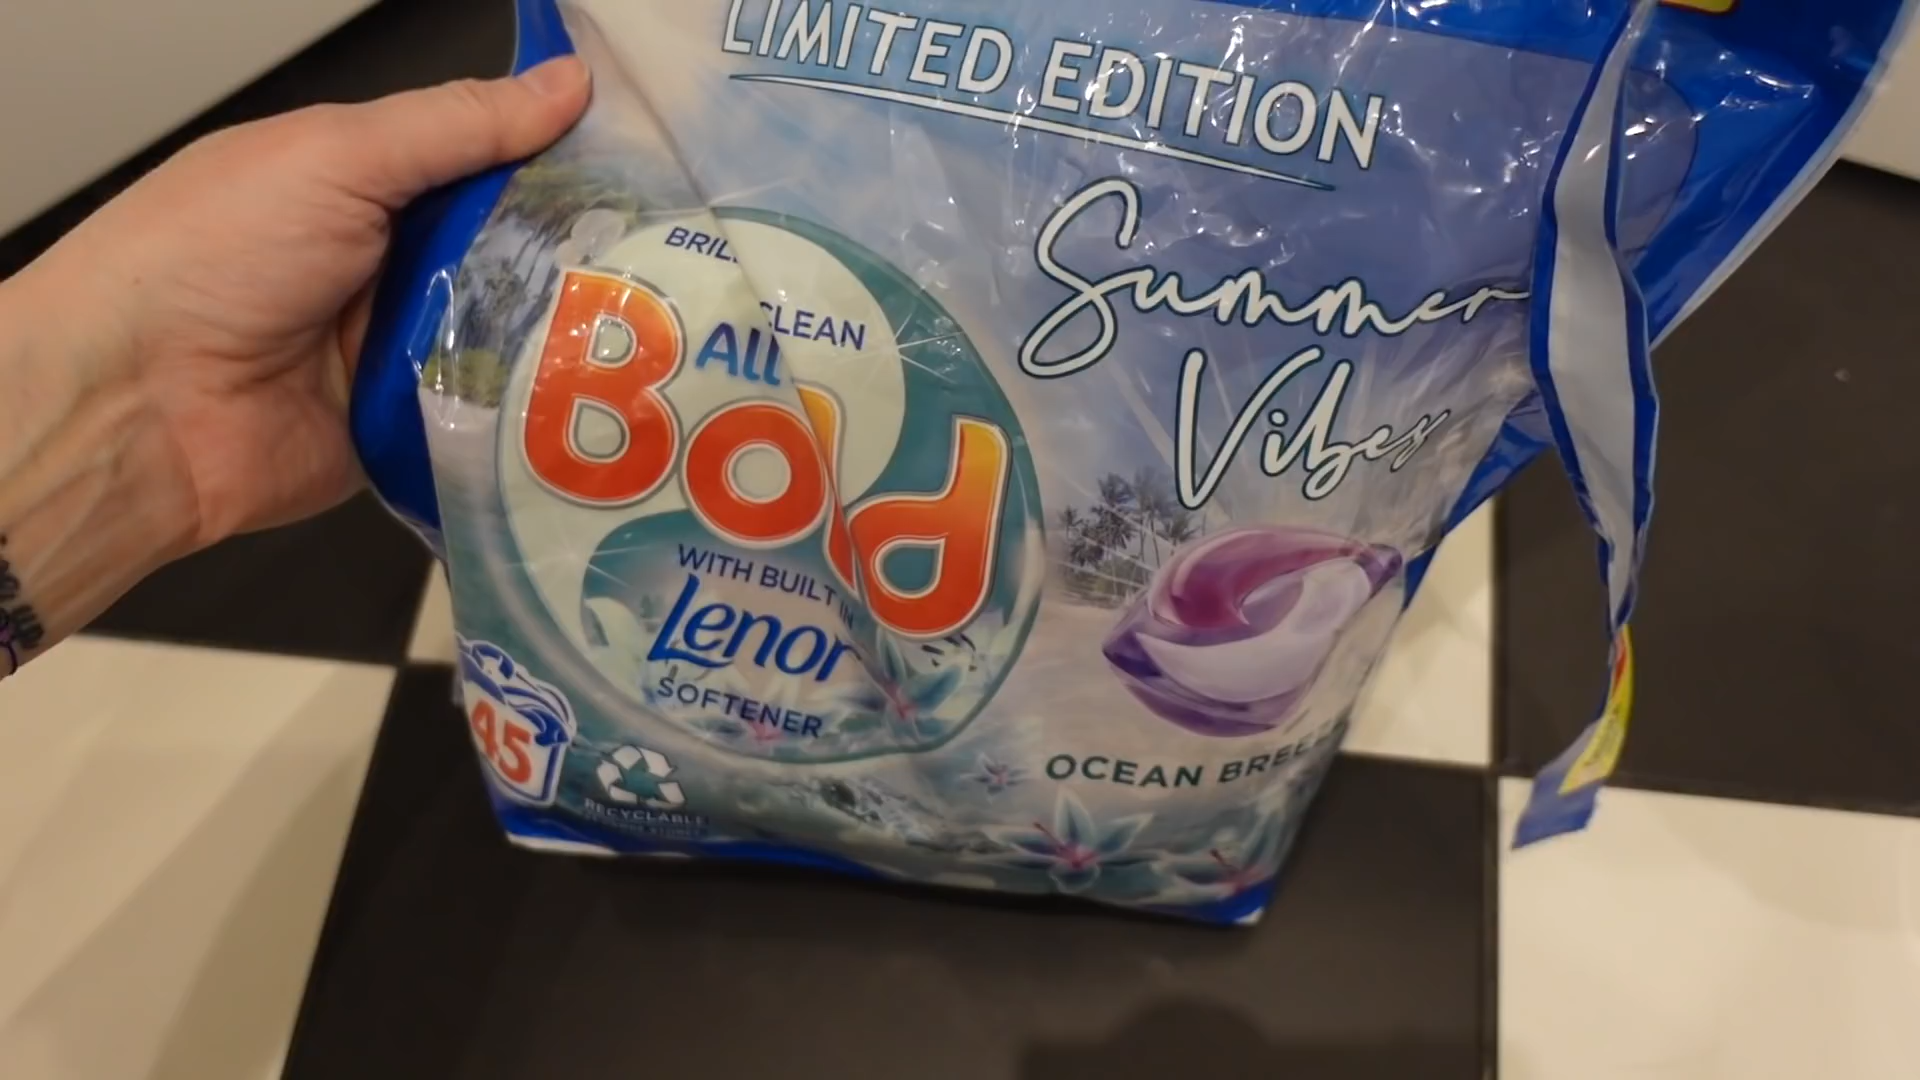 LIMITED EDITION
Summer
Vibes
CLEAN
All
Bold
WITH BUILT IN
Lenor
SOFTENER
45
RECYCLABLE
OCEAN